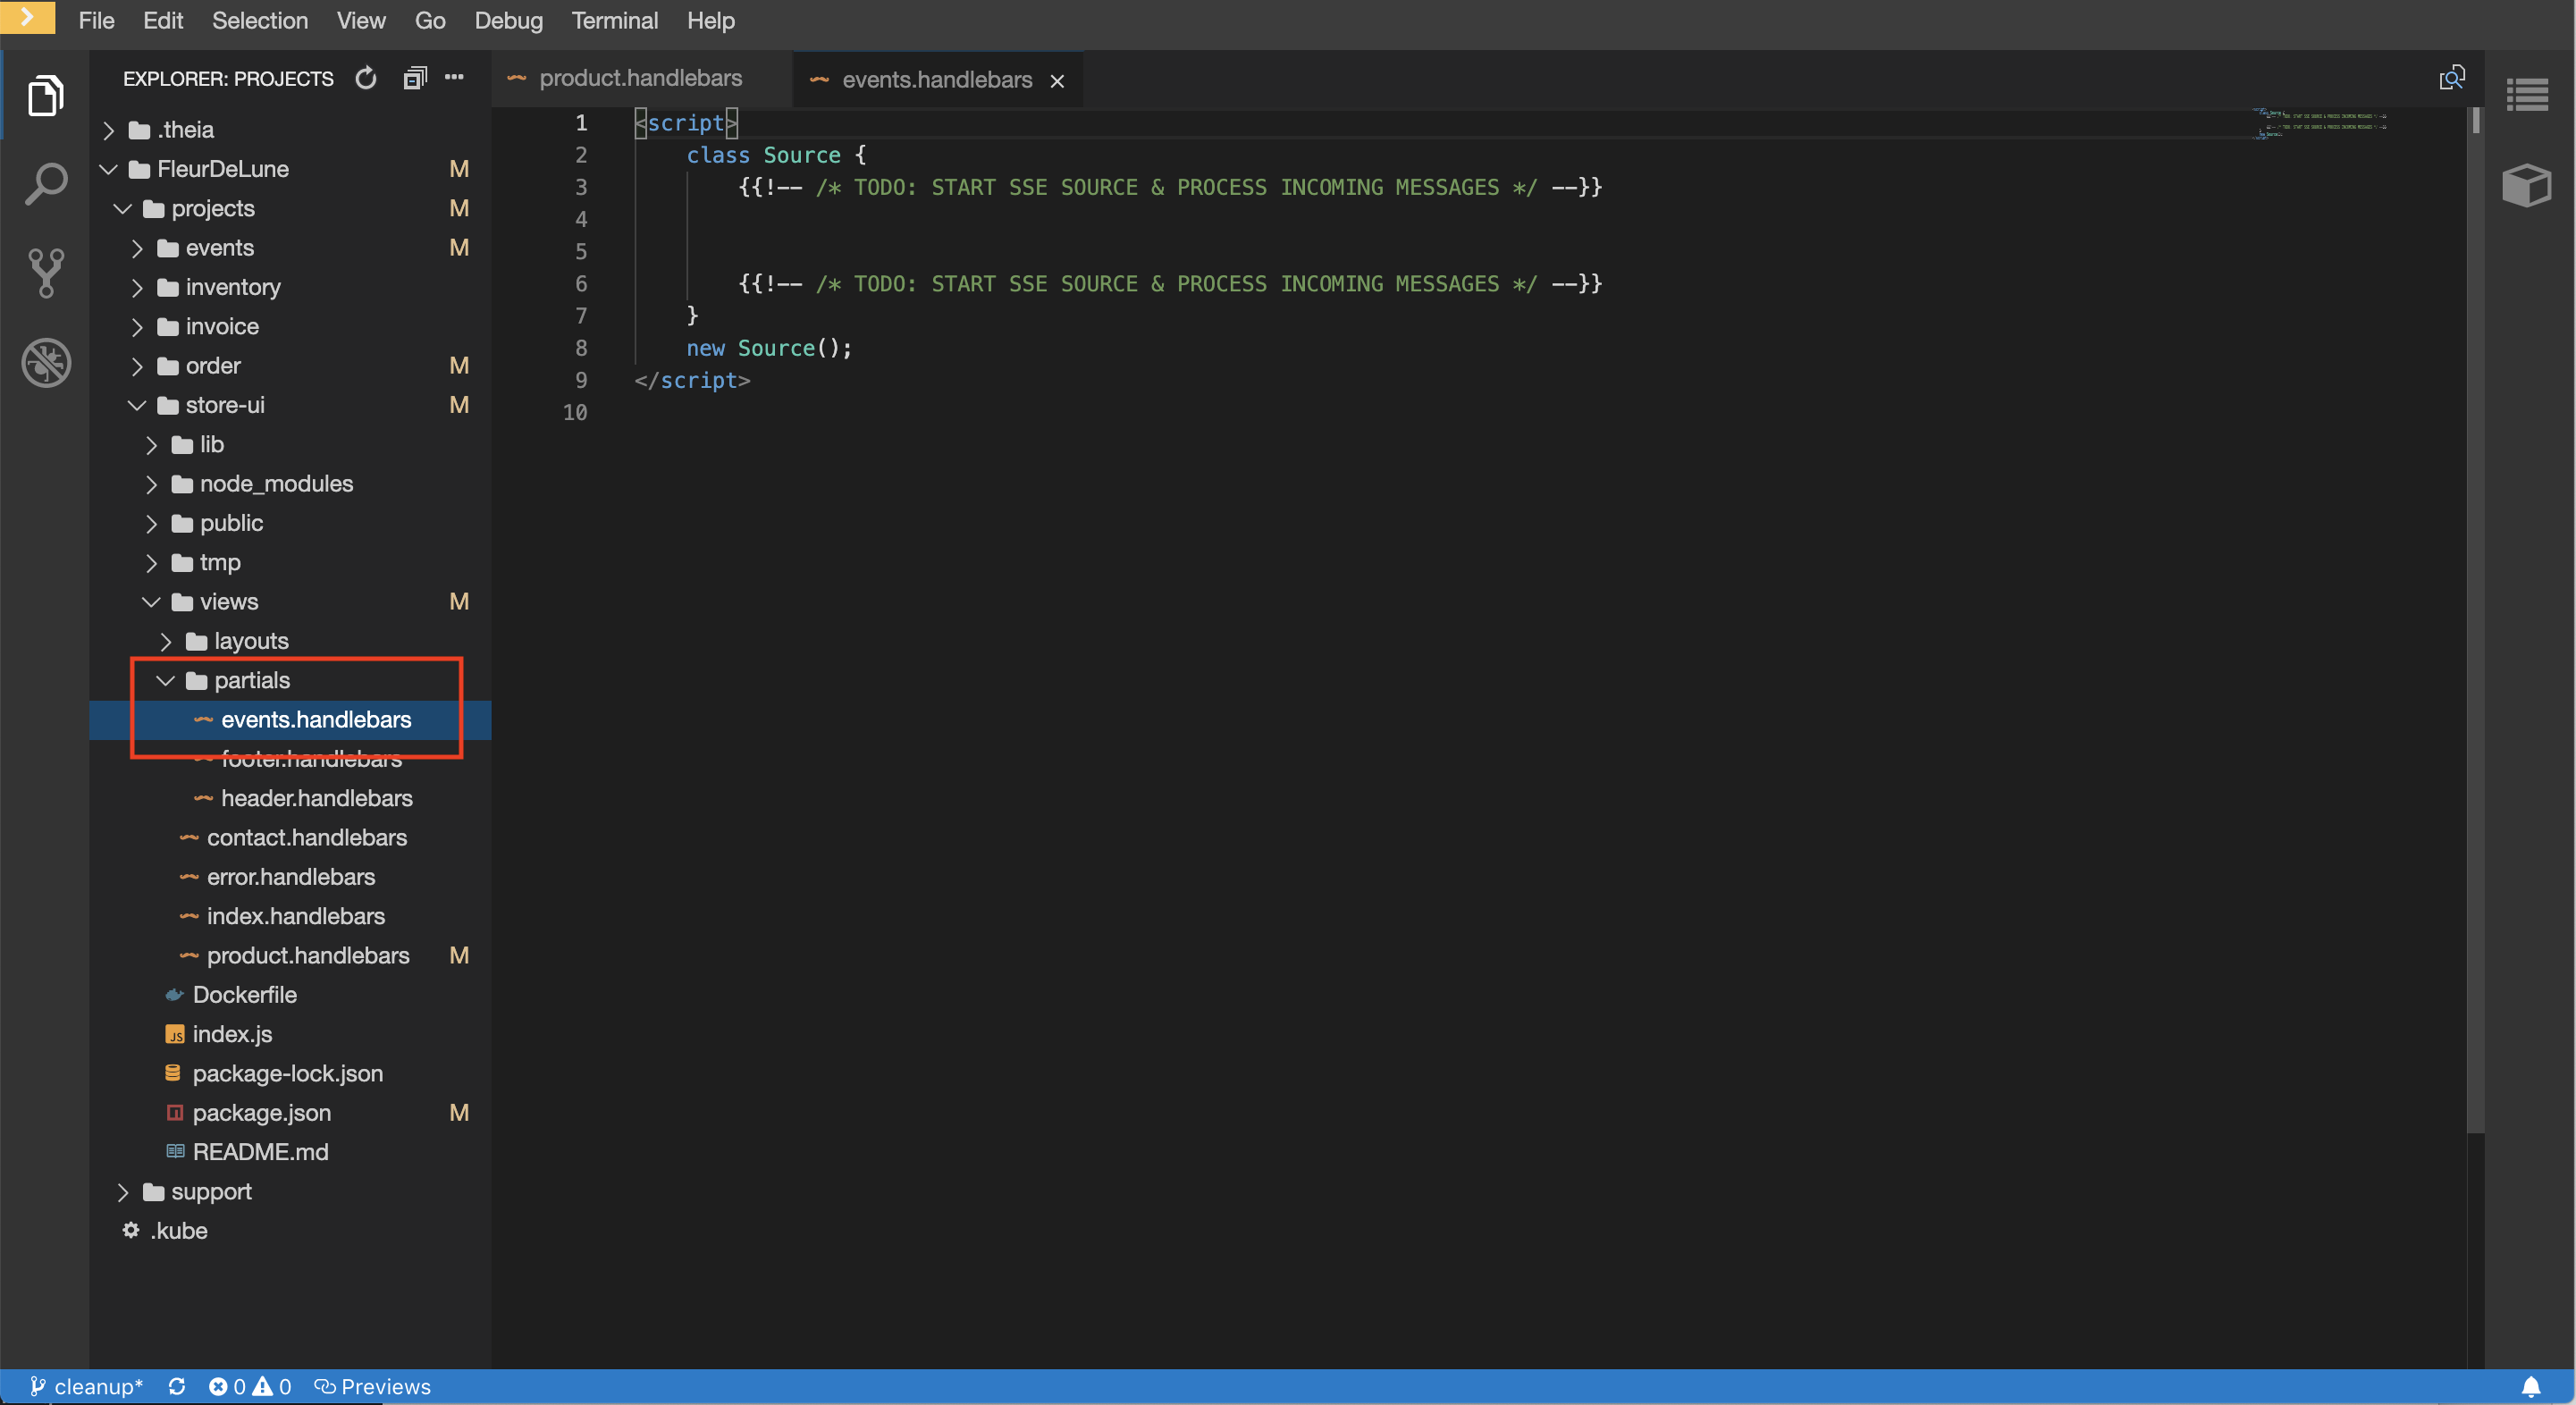 File Edit Selection View Go Debug Terminal Help
EXPLORER: PROJECTS
.theia
FleurDeLune M
projects M
events M
inventory
invoice
order M
store-ui M
lib
node_modules
public
tmp
views M
layouts
partials
events.handlebars
footer.handlebars
header.handlebars
contact.handlebars
error.handlebars
index.handlebars
product.handlebars M
Dockerfile
JS index.js
package-lock.json
package.json M
README.md
support
.kube
product.handlebars events.handlebars
1 <script>
2 class Source {
3 {{!-- /* TODO: START SSE SOURCE & PROCESS INCOMING MESSAGES */ --}}
4
5
6 {{!-- /* TODO: START SSE SOURCE & PROCESS INCOMING MESSAGES */ --}}
7 }
8 new Source();
9 </script>
10
cleanup* 0 0 Previews